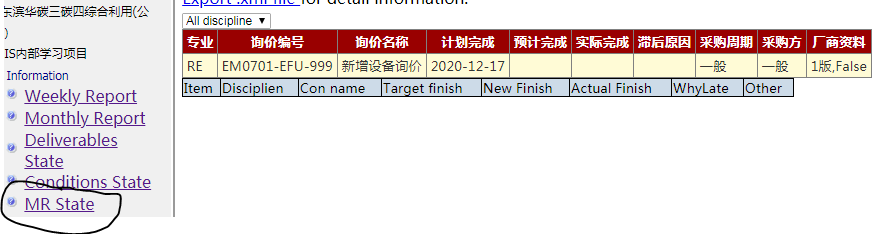 东滨华碳三碳四综合利用(公
)
IS内部学习项目
Information
Weekly Report
Monthly Report
Deliverables
State
Conditions State
MR State
Export .xml file for detail information.
All discipline
专业 询价编号 询价名称 计划完成 预计完成 实际完成 滞后原因 采购周期 采购方 厂商资料
RE EM0701-EFU-999 新增设备询价 2020-12-17 一般 一般 1版,False
Item Disciplien Con name Target finish New Finish Actual Finish WhyLate Other